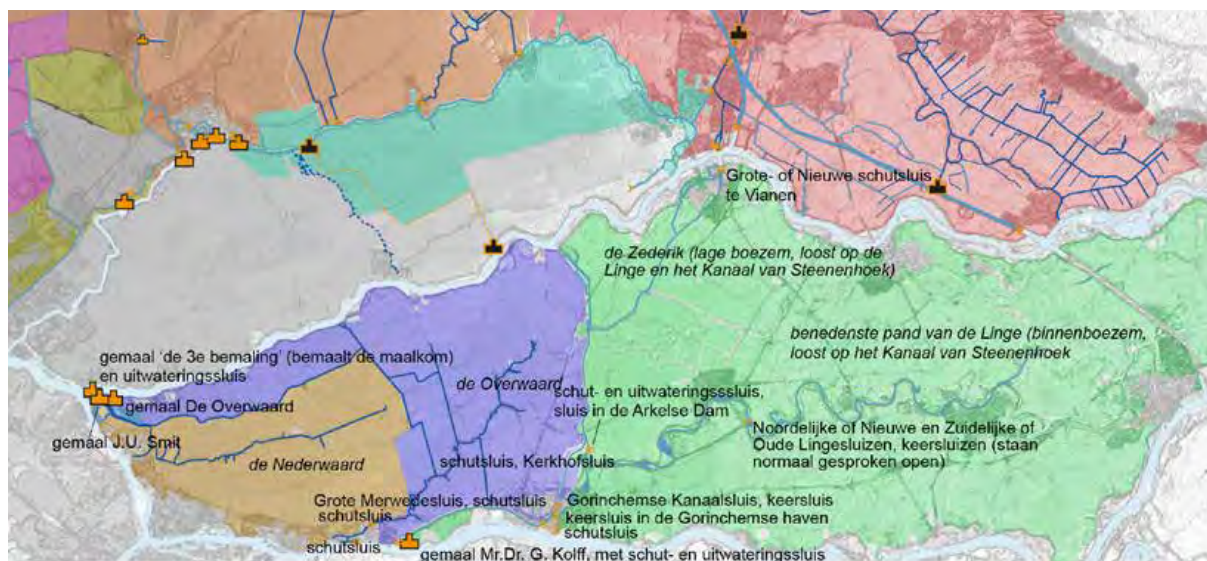 Grote- of Nieuwe schutsluis
te Vianen
de Zederik (lage boezem, loost op de
Linge en het Kanaal van Steenenhoek)
benedenste pand van de Linge (binnenboezem,
loost op het Kanaal van Steenenhoek
gemaal 'de 3e bemaling' (bemaalt de maalkom)
en uitwateringssluis
de Overwaard
schut- en uitwateringsssluis,
sluis in de Arkelse Dam
gemaal De Overwaard
Noordelijke of Nieuwe en Zuidelijke of
Oude Lingesluizen, keersluizen (staan
normaal gesproken open)
gemaal J.U. Smit
de Nederwaard
schutsluis, Kerkhofsluis
Grote Merwedesluis, schutsluis
schutsluis
Gorinchemse Kanaalsluis, keersluis
keersluis in de Gorinchemse haven
schutsluis
schutsluis
gemaal Mr.Dr. G. Kolff, met schut- en uitwateringssluis